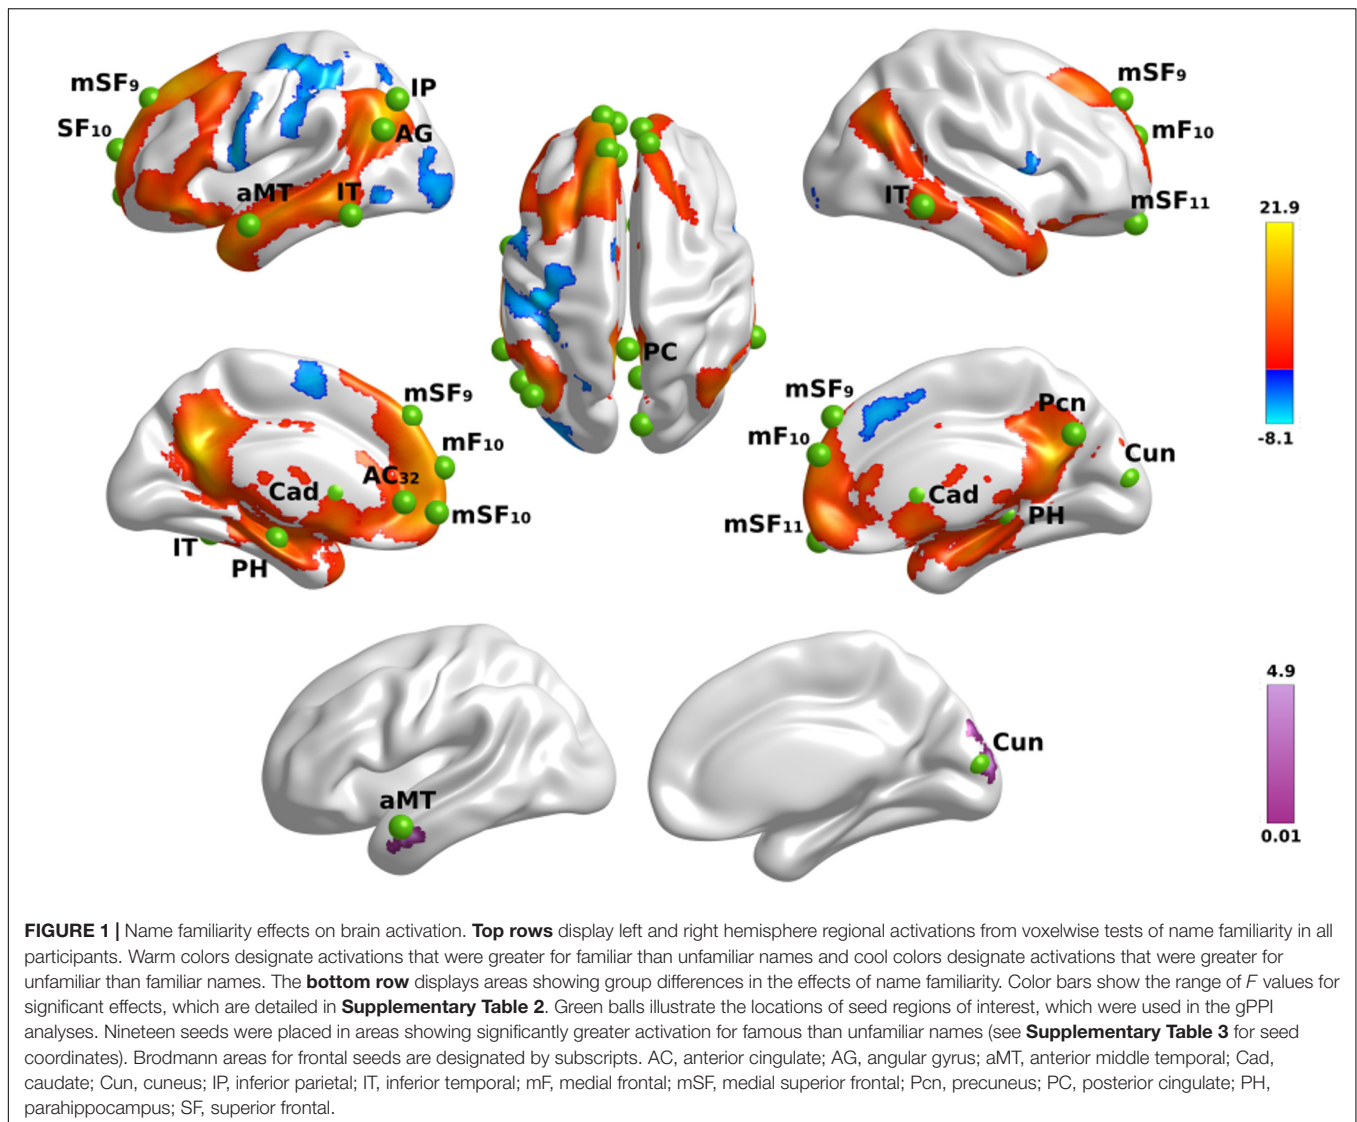 mSF₉
IP
SF₁₀
AG
aMT
IT
mSF₉
mF₁₀
IT
mSF₁₁
21.9
-8.1
PC
mSF₉
mF₁₀
AC₃₂
Cad
mSF₁₀
IT
PH
mSF₉
Pcn
mF₁₀
Cun
Cad
mSF₁₁
PH
4.9
0.01
Cun
aMT
FIGURE 1 | Name familiarity effects on brain activation. Top rows display left and right hemisphere regional activations from voxelwise tests of name familiarity in all
participants. Warm colors designate activations that were greater for familiar than unfamiliar names and cool colors designate activations that were greater for
unfamiliar than familiar names. The bottom row displays areas showing group differences in the effects of name familiarity. Color bars show the range of F values for
significant effects, which are detailed in Supplementary Table 2. Green balls illustrate the locations of seed regions of interest, which were used in the gPPI
analyses. Nineteen seeds were placed in areas showing significantly greater activation for famous than unfamiliar names (see Supplementary Table 3 for seed
coordinates). Brodmann areas for frontal seeds are designated by subscripts. AC, anterior cingulate; AG, angular gyrus; aMT, anterior middle temporal; Cad,
caudate; Cun, cuneus; IP, inferior parietal; IT, inferior temporal; mF, medial frontal; mSF, medial superior frontal; Pcn, precuneus; PC, posterior cingulate; PH,
parahippocampus; SF, superior frontal.